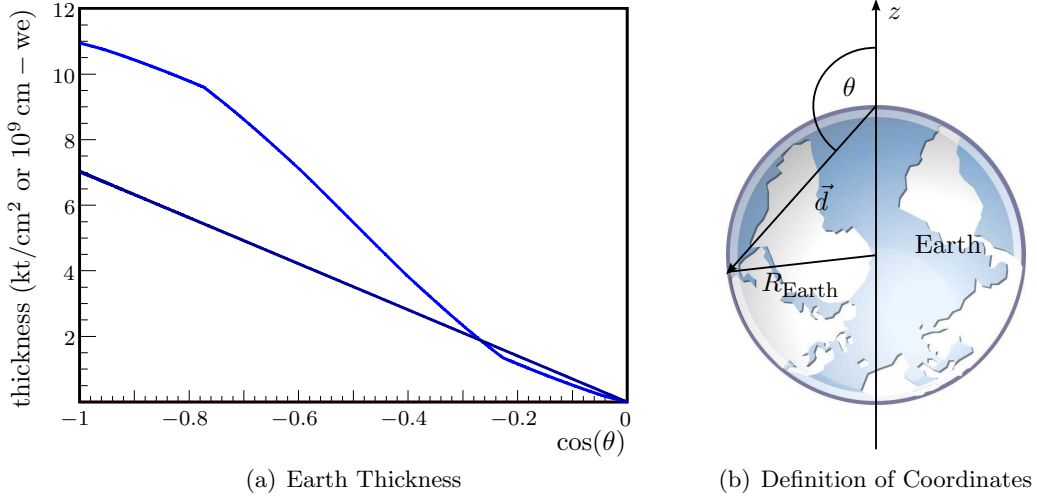 thickness (kt/cm² or 10⁹ cm − we)
12
10
8
6
4
2
−1
−0.8
−0.6
−0.4
−0.2
0
cos(θ)
(a) Earth Thickness
z
θ
d⃗
Earth
R_Earth
(b) Definition of Coordinates